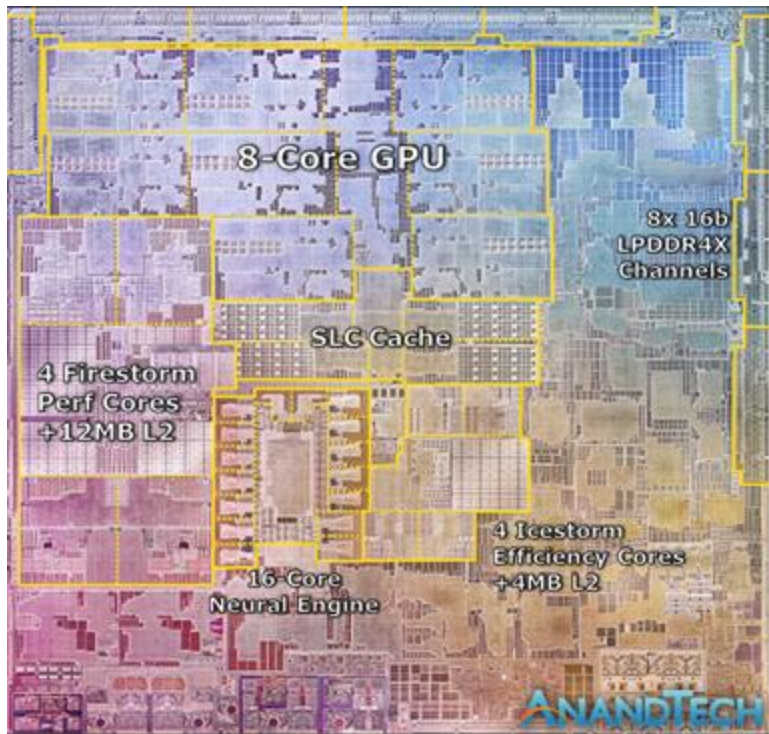 8-Core GPU
8x 16b
LPDDR4X
Channels
SLC Cache
4 Firestorm
Perf Cores
+12MB L2
4 Icestorm
Efficiency Cores
+4MB L2
16-Core
Neural Engine
ANANDTECH